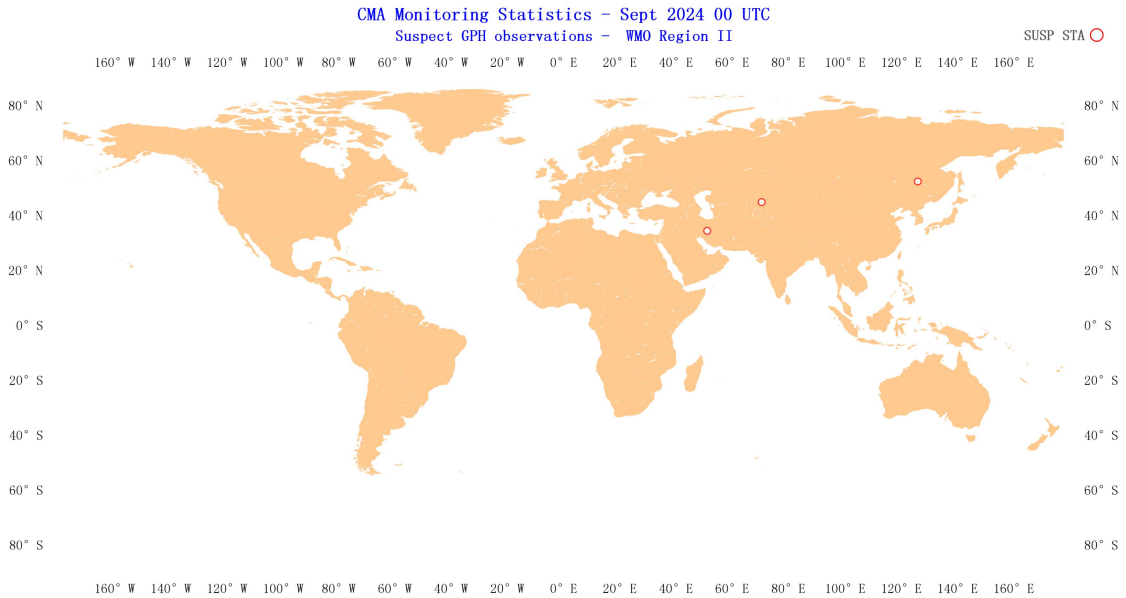 CMA Monitoring Statistics - Sept 2024 00 UTC
Suspect GPH observations - WMO Region II
SUSP STA
160° W 140° W 120° W 100° W 80° W 60° W 40° W 20° W 0° E 20° E 40° E 60° E 80° E 100° E 120° E 140° E 160° E
80° N 80° N
60° N 60° N
40° N 40° N
20° N 20° N
0° S 0° S
20° S 20° S
40° S 40° S
60° S 60° S
80° S 80° S
160° W 140° W 120° W 100° W 80° W 60° W 40° W 20° W 0° E 20° E 40° E 60° E 80° E 100° E 120° E 140° E 160° E